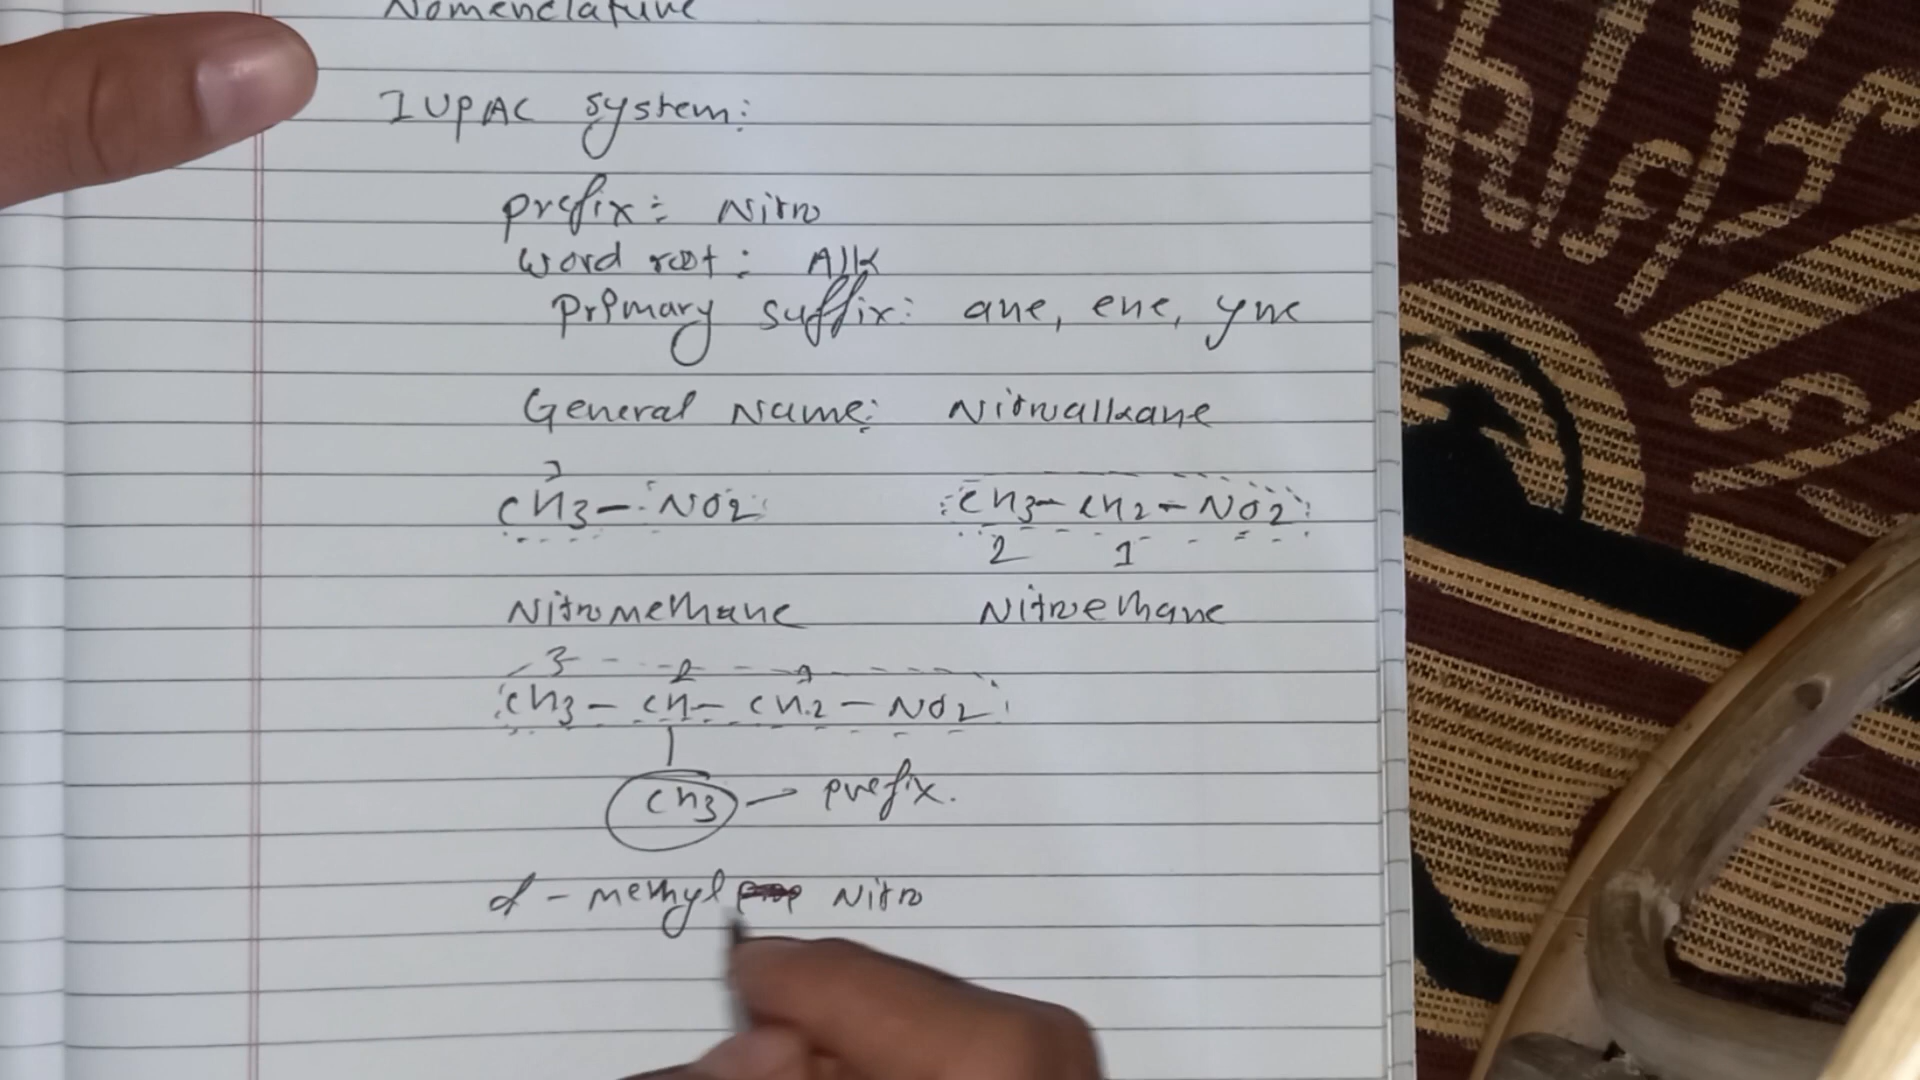 Nomenclature
IUPAC system:
prefix: Nitro
word root: Alk
Primary suffix: ane, ene, yne
General Name: Nitroalkane
CH3 - NO2 CH3 - CH2 - NO2
2 1
Nitromethane Nitroethane
3 2 1
CH3 - CH - CH2 - NO2
CH3 → prefix.
2 - methyl Nitro